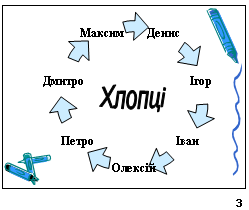 Максим Денис
Дмитро Ігор
Хлопці
Петро Іван
Олексій
3